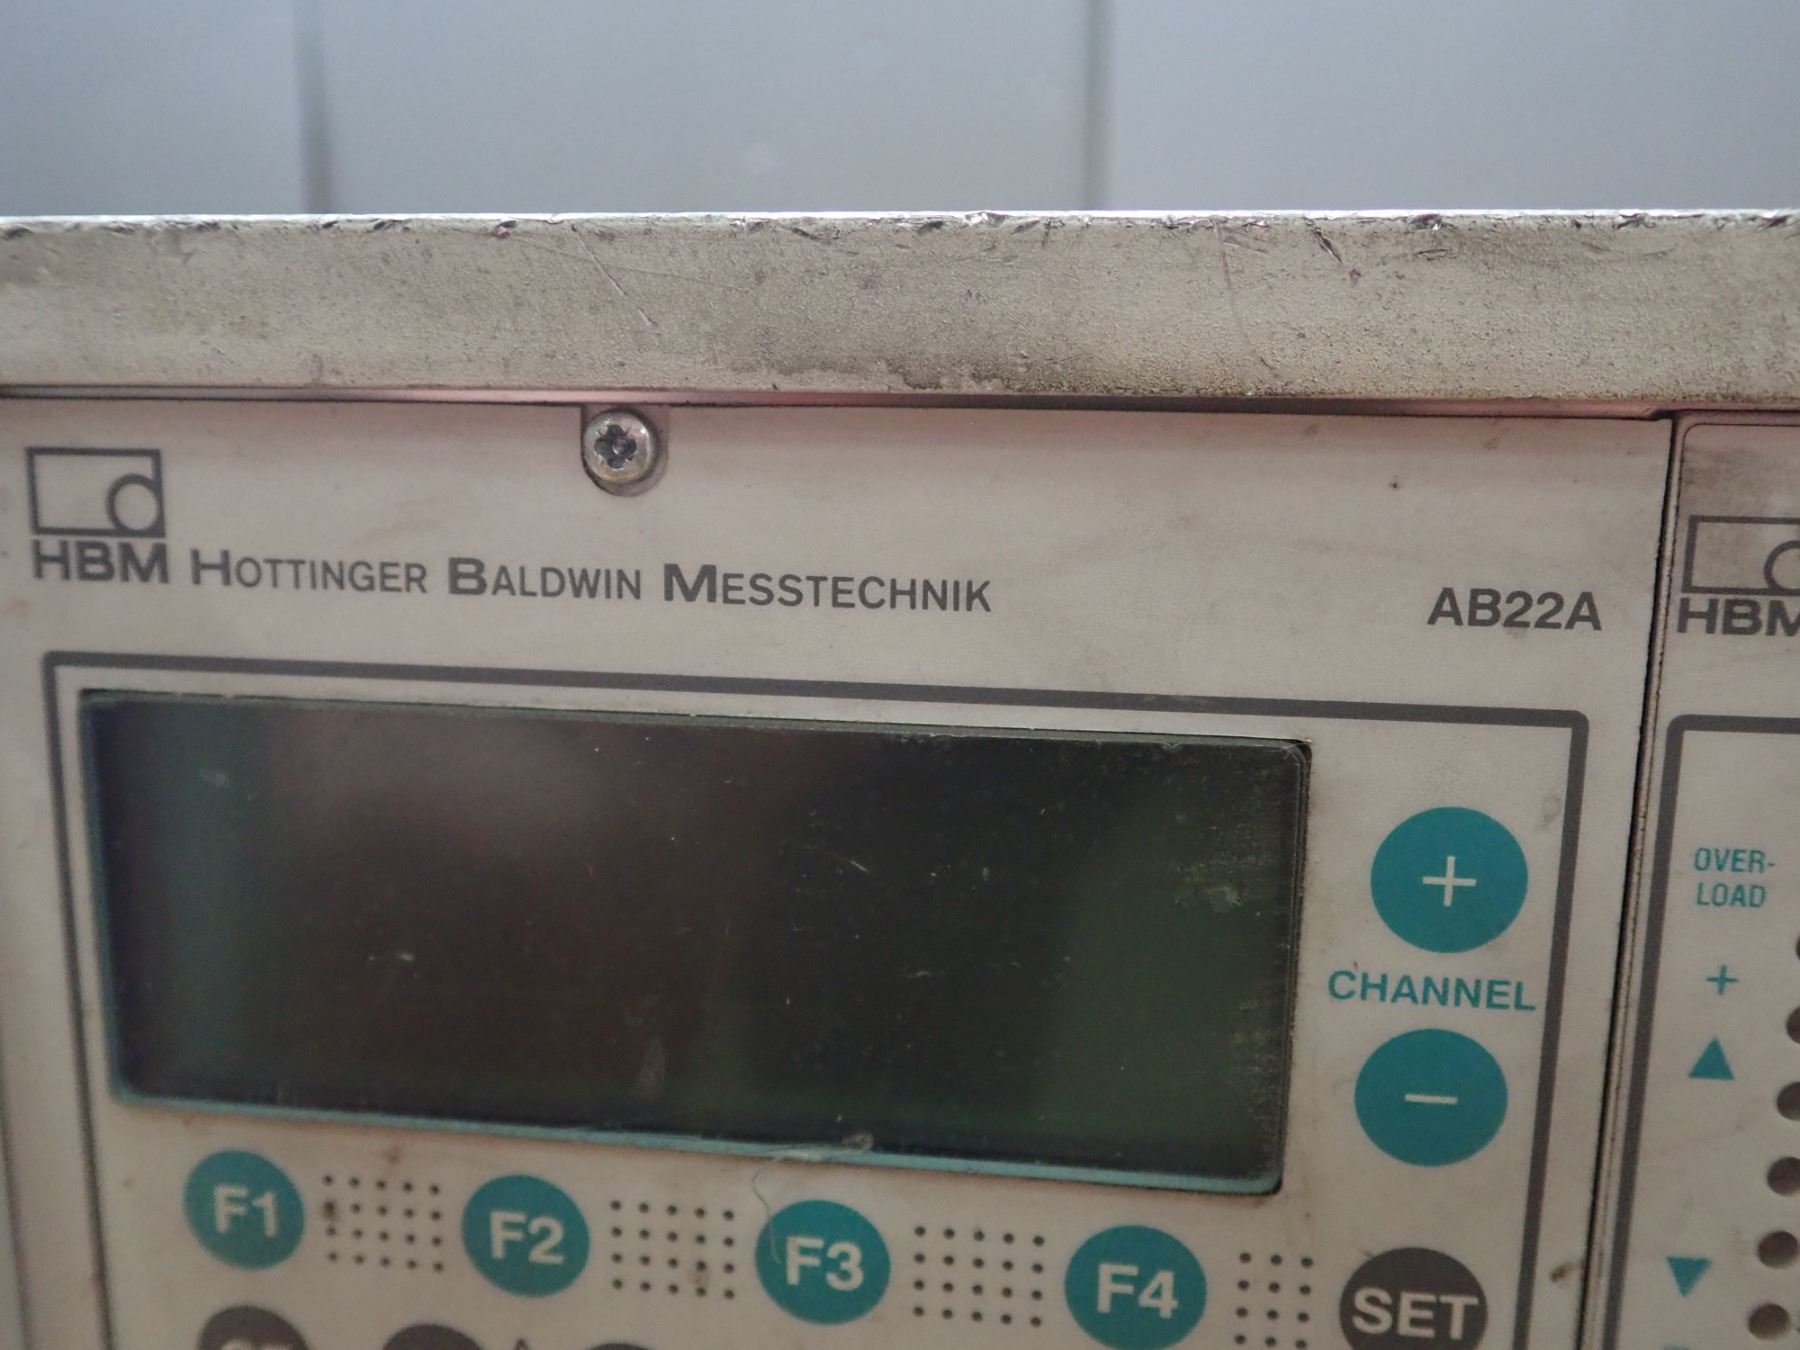 HBM HOTTINGER BALDWIN MESSTECHNIK
AB22A
HBM
+
CHANNEL
−
OVER-
LOAD
+
F1
F2
F3
F4
SET